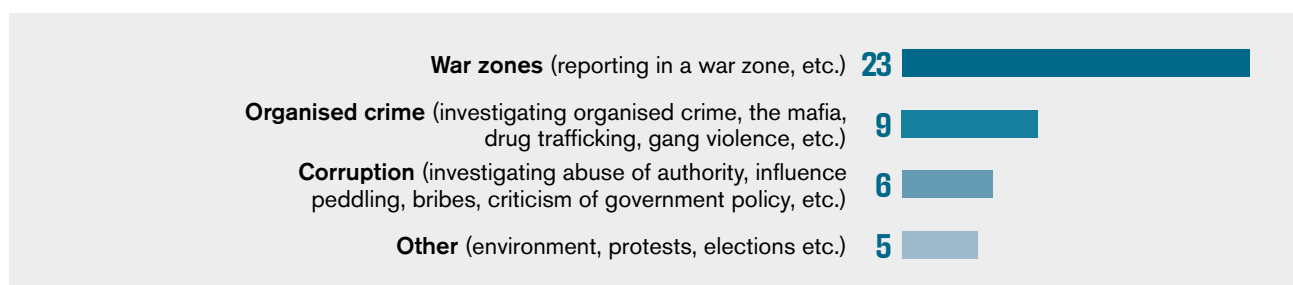 War zones (reporting in a war zone, etc.) 23
Organised crime (investigating organised crime, the mafia,
drug trafficking, gang violence, etc.) 9
Corruption (investigating abuse of authority, influence
peddling, bribes, criticism of government policy, etc.) 6
Other (environment, protests, elections etc.) 5